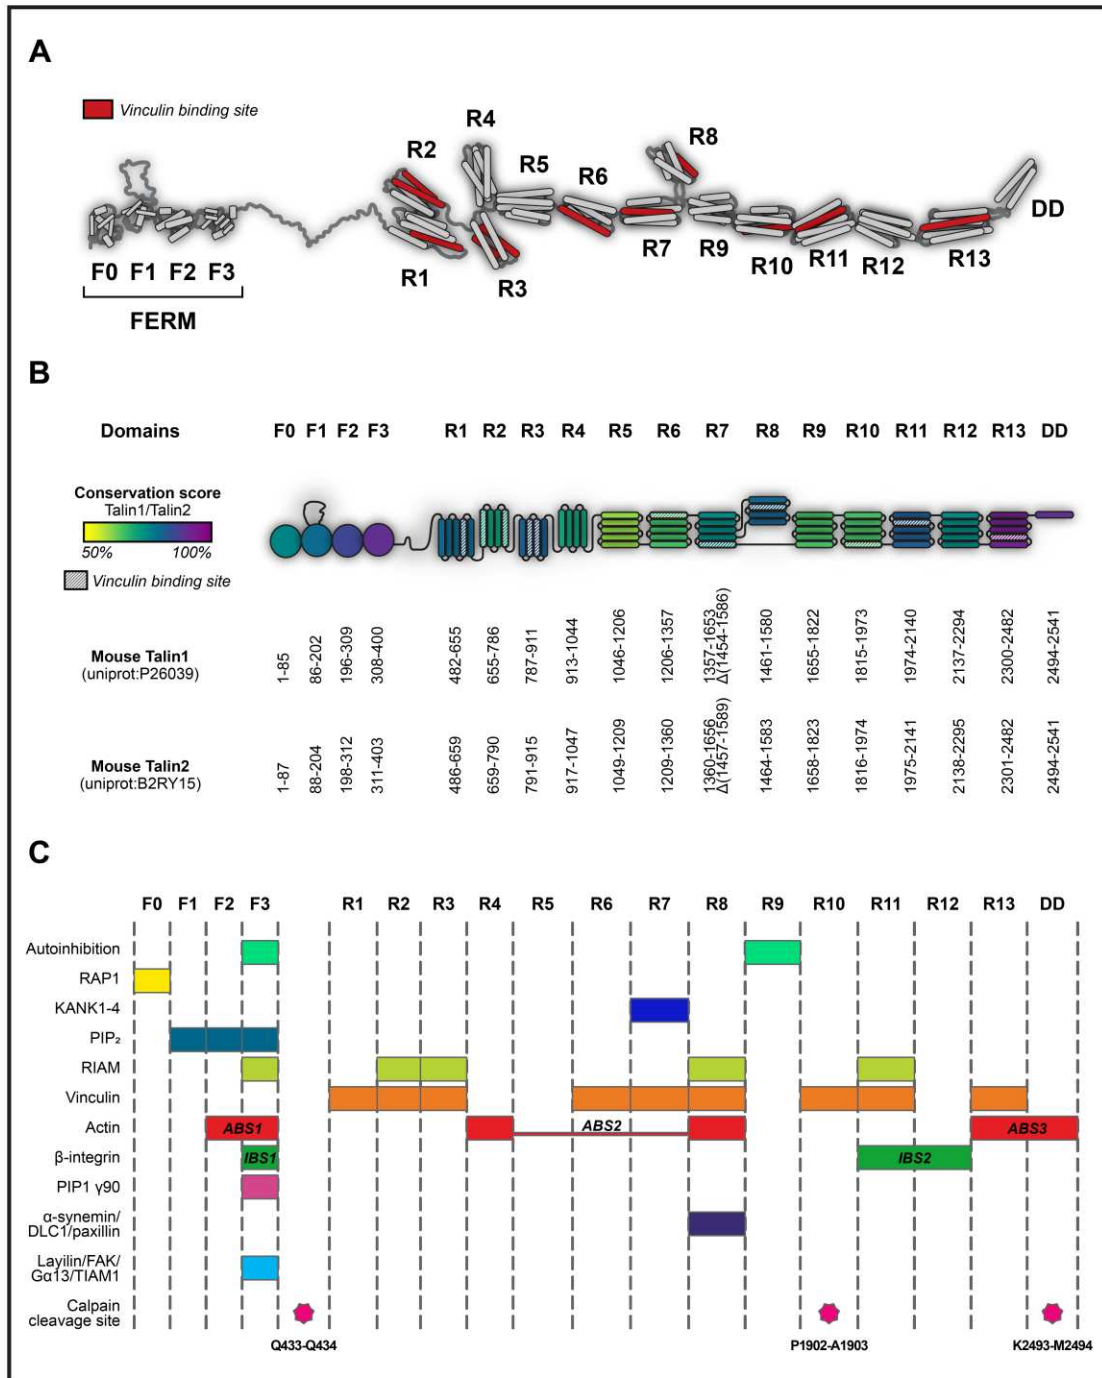 A
Vinculin binding site
R4
R8
R2
R5
R6
DD
R7
R9
R10
R11
R12
R13
R1
R3
F0 F1 F2 F3
FERM
B
Domains F0 F1 F2 F3 R1 R2 R3 R4 R5 R6 R7 R8 R9 R10 R11 R12 R13 DD
Conservation score
Talin1/Talin2
50% 100%
Vinculin binding site
Mouse Talin1
(uniprot:P26039)
1-85
86-202
196-309
308-400
482-655
655-786
787-911
913-1044
1046-1206
1206-1357
1357-1653
Δ(1454-1586)
1461-1580
1655-1822
1815-1973
1974-2140
2137-2294
2300-2482
2494-2541
Mouse Talin2
(uniprot:B2RY15)
1-87
88-204
198-312
311-403
486-659
659-790
791-915
917-1047
1049-1209
1209-1360
1360-1656
Δ(1457-1589)
1464-1583
1658-1823
1816-1974
1975-2141
2138-2295
2301-2482
2494-2541
C
F0 F1 F2 F3 R1 R2 R3 R4 R5 R6 R7 R8 R9 R10 R11 R12 R13 DD
Autoinhibition
RAP1
KANK1-4
PIP₂
RIAM
Vinculin
Actin ABS1 ABS2 ABS3
β-integrin IBS1 IBS2
PIP1 γ90
α-synemin/
DLC1/paxillin
Layilin/FAK/
Gα13/TIAM1
Calpain
cleavage site
Q433-Q434 P1902-A1903 K2493-M2494